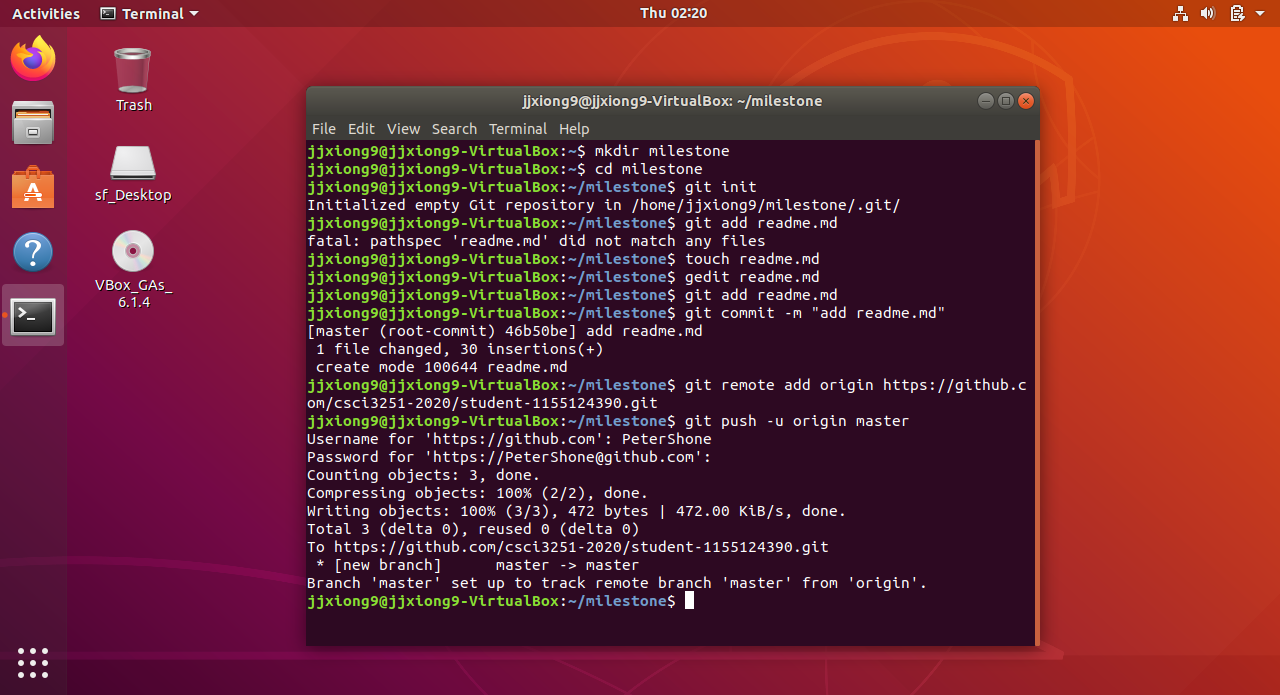 Activities
Terminal
Thu 02:20
Trash
sf_Desktop
VBox_GAs_
6.1.4
jjxiong9@jjxiong9-VirtualBox: ~/milestone
File Edit View Search Terminal Help
jjxiong9@jjxiong9-VirtualBox:~$ mkdir milestone
jjxiong9@jjxiong9-VirtualBox:~$ cd milestone
jjxiong9@jjxiong9-VirtualBox:~/milestone$ git init
Initialized empty Git repository in /home/jjxiong9/milestone/.git/
jjxiong9@jjxiong9-VirtualBox:~/milestone$ git add readme.md
fatal: pathspec 'readme.md' did not match any files
jjxiong9@jjxiong9-VirtualBox:~/milestone$ touch readme.md
jjxiong9@jjxiong9-VirtualBox:~/milestone$ gedit readme.md
jjxiong9@jjxiong9-VirtualBox:~/milestone$ git add readme.md
jjxiong9@jjxiong9-VirtualBox:~/milestone$ git commit -m "add readme.md"
[master (root-commit) 46b50be] add readme.md
 1 file changed, 30 insertions(+)
 create mode 100644 readme.md
jjxiong9@jjxiong9-VirtualBox:~/milestone$ git remote add origin https://github.c
om/csci3251-2020/student-1155124390.git
jjxiong9@jjxiong9-VirtualBox:~/milestone$ git push -u origin master
Username for 'https://github.com': PeterShone
Password for 'https://PeterShone@github.com':
Counting objects: 3, done.
Compressing objects: 100% (2/2), done.
Writing objects: 100% (3/3), 472 bytes | 472.00 KiB/s, done.
Total 3 (delta 0), reused 0 (delta 0)
To https://github.com/csci3251-2020/student-1155124390.git
 * [new branch]      master -> master
Branch 'master' set up to track remote branch 'master' from 'origin'.
jjxiong9@jjxiong9-VirtualBox:~/milestone$